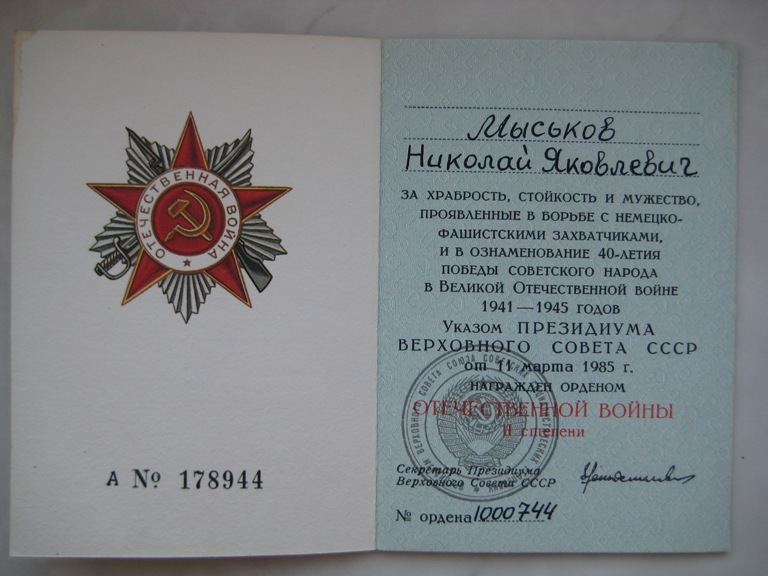 ОТЕЧЕСТВЕННАЯ ВОЙНА
А № 178944
Мыськов
Николай Яковлевич
ЗА ХРАБРОСТЬ, СТОЙКОСТЬ И МУЖЕСТВО,
ПРОЯВЛЕННЫЕ В БОРЬБЕ С НЕМЕЦКО-
ФАШИСТСКИМИ ЗАХВАТЧИКАМИ,
И В ОЗНАМЕНОВАНИЕ 40-ЛЕТИЯ
ПОБЕДЫ СОВЕТСКОГО НАРОДА
В ВЕЛИКОЙ ОТЕЧЕСТВЕННОЙ ВОЙНЕ
1941—1945 ГОДОВ
УКАЗОМ ПРЕЗИДИУМА
ВЕРХОВНОГО СОВЕТА СССР
от 11 марта 1985 г.
НАГРАЖДЕН ОРДЕНОМ
ОТЕЧЕСТВЕННОЙ ВОЙНЫ
II степени
Секретарь Президиума
Верховного Совета СССР
№ ордена 1000744